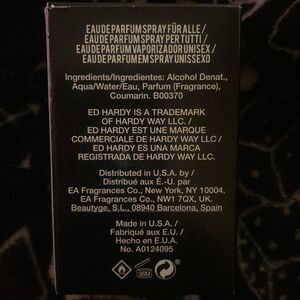 EAU DE PARFUM SPRAY FÜR ALLE /
EAU DE PARFUM SPRAY PER TUTTI /
EAU DE PARFUM VAPORIZADOR UNISEX /
EAU DE PARFUM EM SPRAY UNISSEXO
Ingredients/Ingrédients: Alcohol Denat.,
Aqua/Water/Eau, Parfum (Fragrance),
Coumarin. B00370
ED HARDY IS A TRADEMARK
OF HARDY WAY LLC. /
ED HARDY EST UNE MARQUE
COMMERCIALE DE HARDY WAY LLC. /
ED HARDY ES UNA MARCA
REGISTRADA DE HARDY WAY LLC.
Distributed in U.S.A. by /
Distribué aux É.-U. par
EA Fragrances Co., New York, NY 10004.
EA Fragrances Co., NW1 7QX, UK.
Beautyge, S.L., 08940 Barcelona, Spain
Made in U.S.A. /
Fabriqué aux É.U. /
Hecho en E.U.A.
No. A0124095
36M